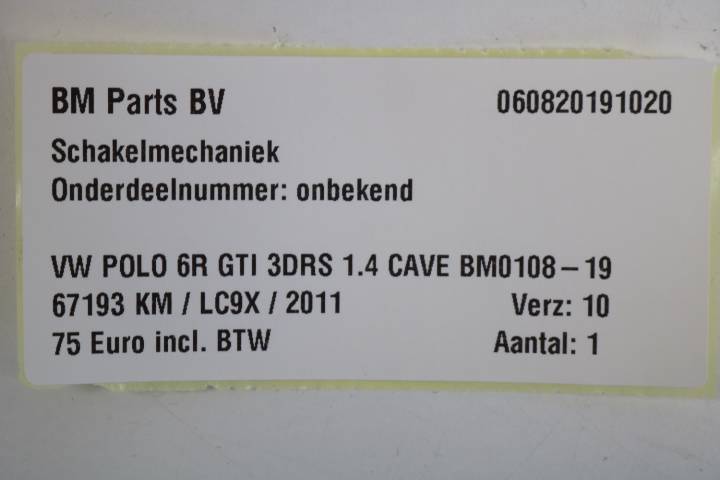 BM Parts BV 060820191020
Schakelmechaniek
Onderdeelnummer: onbekend
VW POLO 6R GTI 3DRS 1.4 CAVE BM0108-19
67193 KM / LC9X / 2011 Verz: 10
75 Euro incl. BTW Aantal: 1